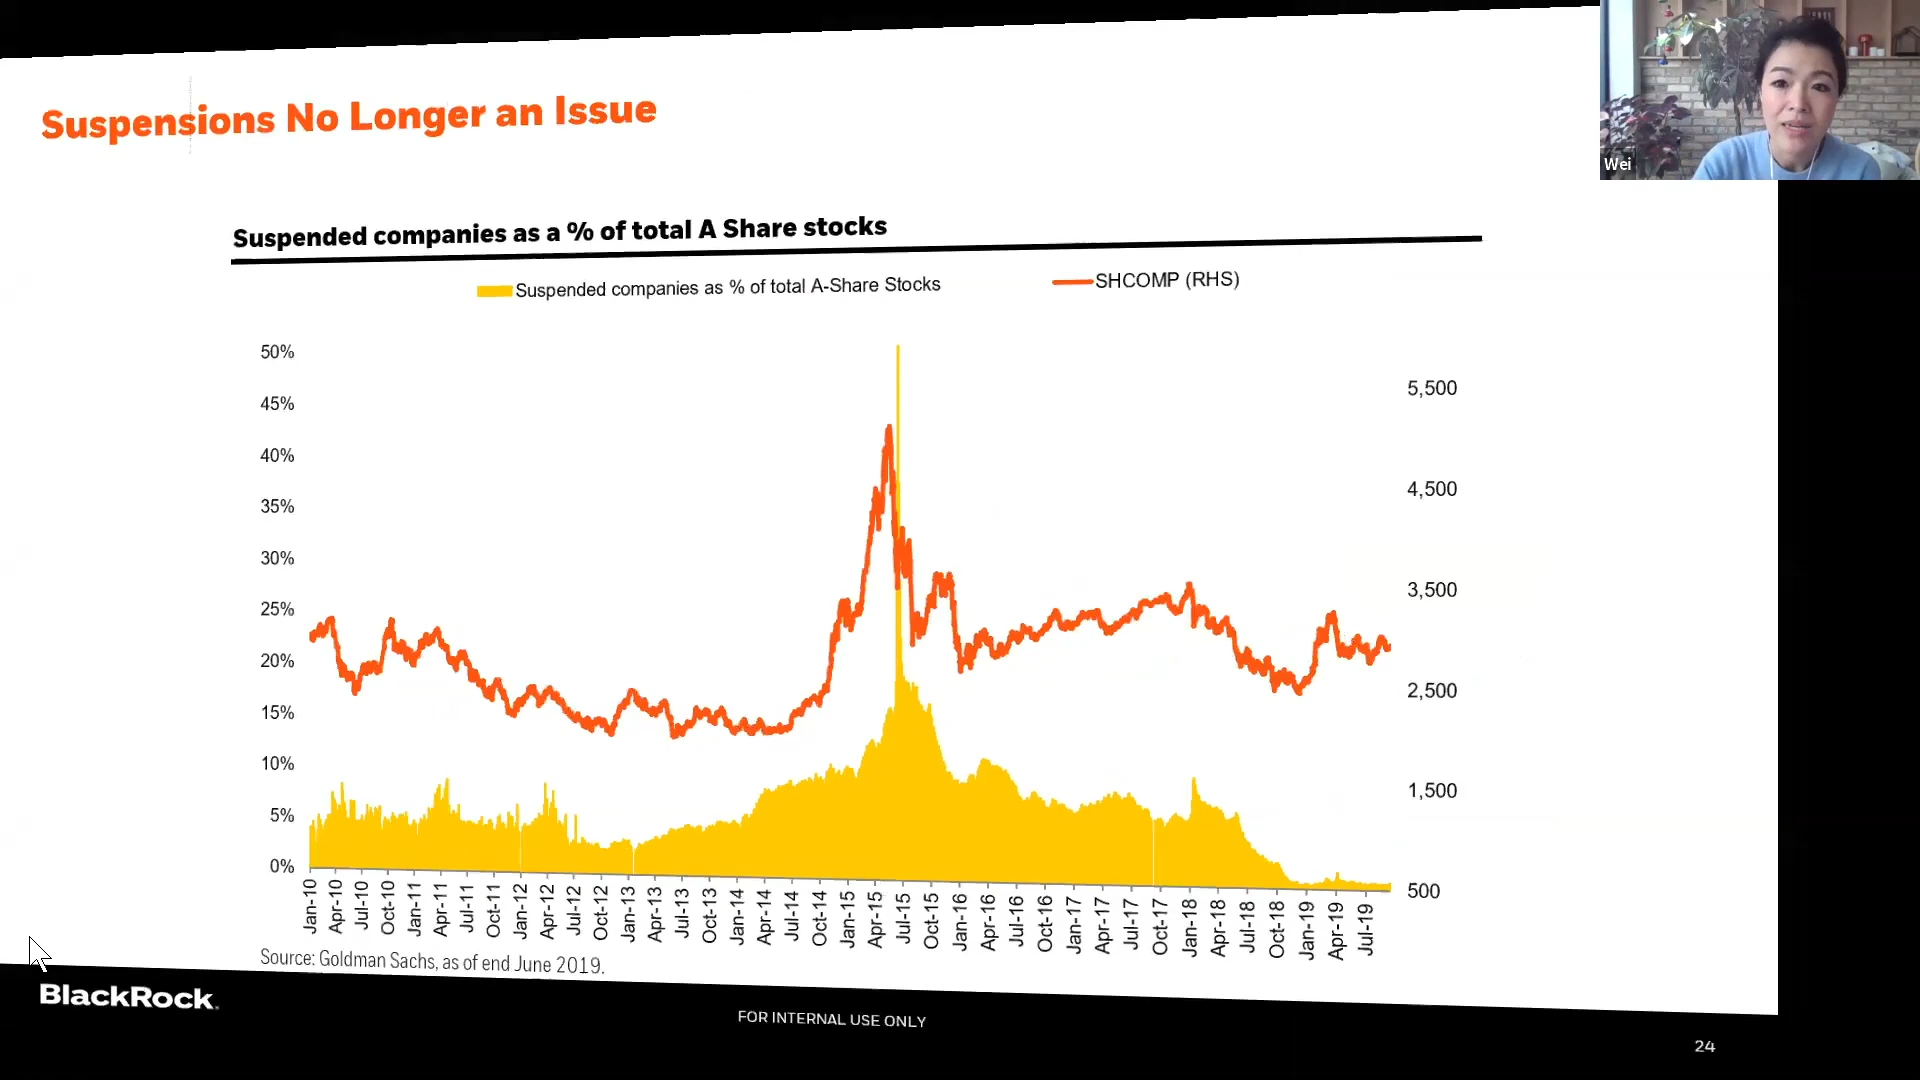 Suspensions No Longer an Issue
Wei
Suspended companies as a % of total A Share stocks
Suspended companies as % of total A-Share Stocks
SHCOMP (RHS)
50%
45%
40%
35%
30%
25%
20%
15%
10%
5%
0%
5,500
4,500
3,500
2,500
1,500
500
Jan-10
Apr-10
Jul-10
Oct-10
Jan-11
Apr-11
Jul-11
Oct-11
Jan-12
Apr-12
Jul-12
Oct-12
Jan-13
Apr-13
Jul-13
Oct-13
Jan-14
Apr-14
Jul-14
Oct-14
Jan-15
Apr-15
Jul-15
Oct-15
Jan-16
Apr-16
Jul-16
Oct-16
Jan-17
Apr-17
Jul-17
Oct-17
Jan-18
Apr-18
Jul-18
Oct-18
Jan-19
Apr-19
Jul-19
Source: Goldman Sachs, as of end June 2019.
BlackRock.
FOR INTERNAL USE ONLY
24